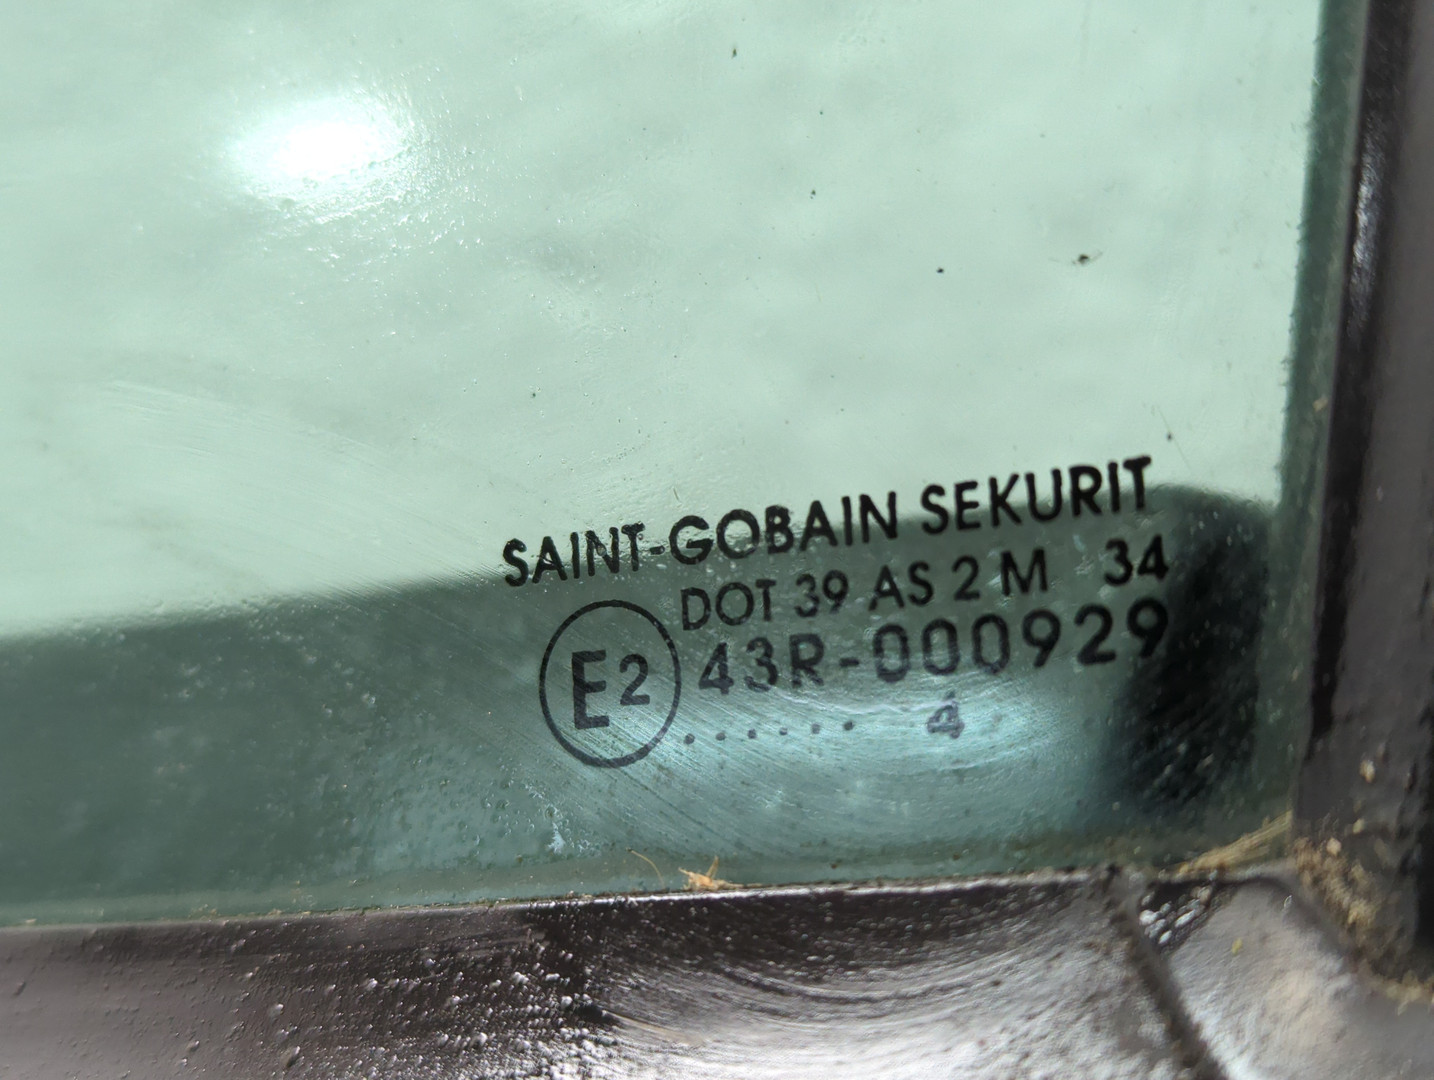 SAINT-GOBAIN SEKURIT
DOT 39 AS 2 M 34
E2 43R-000929
...... 4